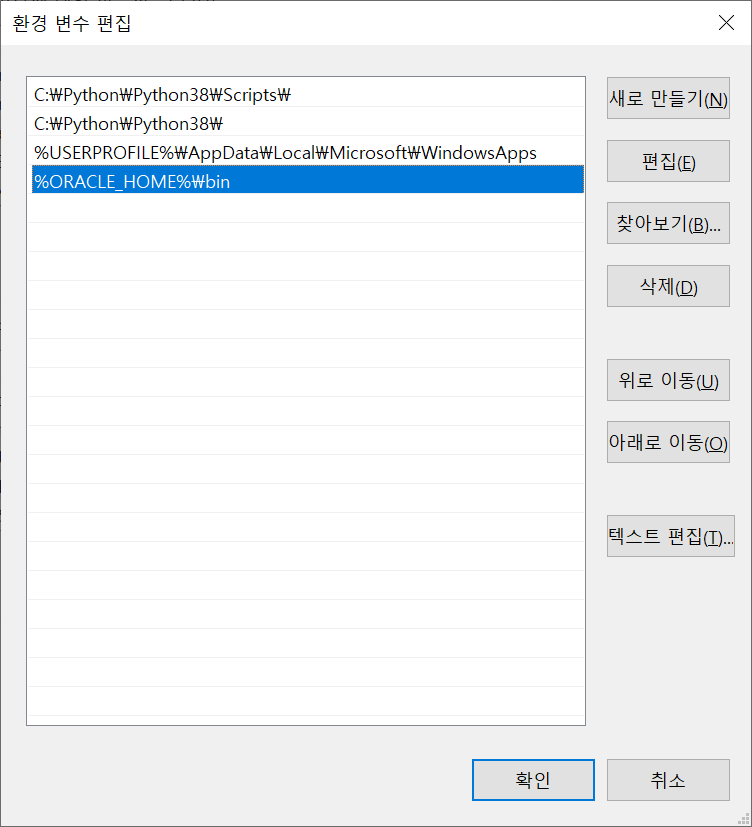 환경 변수 편집
C:₩Python₩Python38₩Scripts₩
C:₩Python₩Python38₩
%USERPROFILE%₩AppData₩Local₩Microsoft₩WindowsApps
%ORACLE_HOME%₩bin
새로 만들기(N)
편집(E)
찾아보기(B)...
삭제(D)
위로 이동(U)
아래로 이동(O)
텍스트 편집(T)...
확인
취소